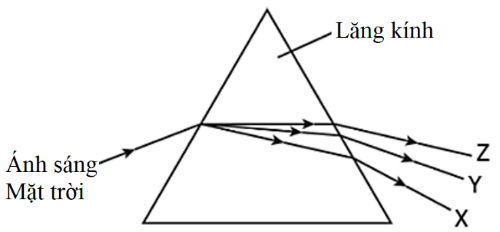 Lăng kính
Ánh sáng
Mặt trời
Z
Y
X